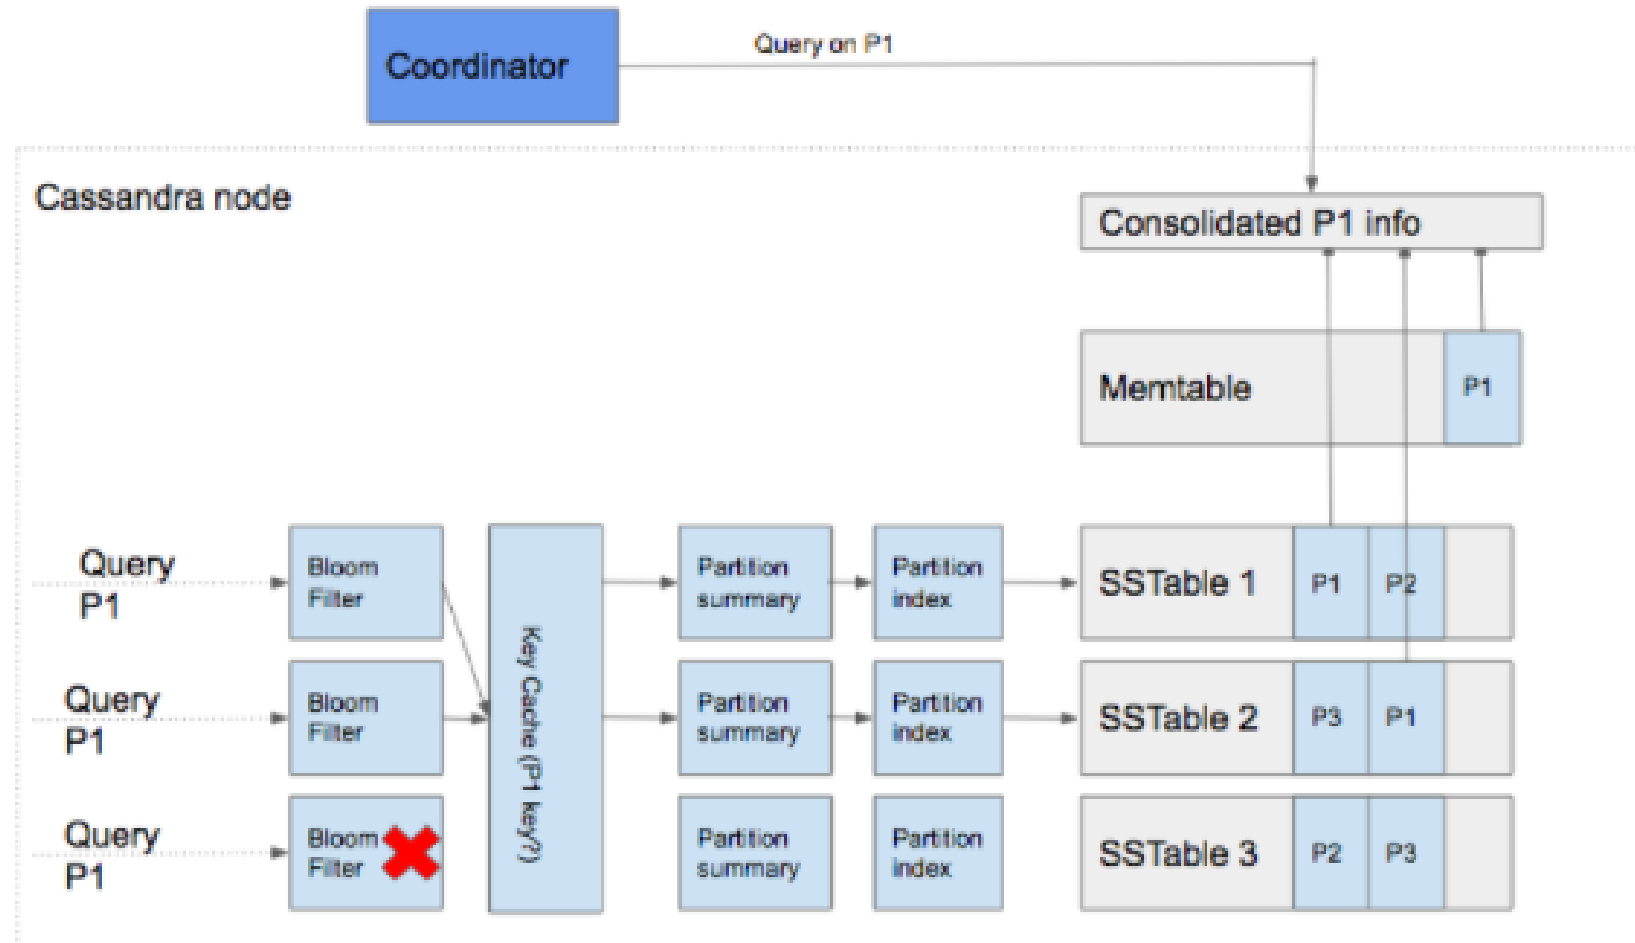 Coordinator
Query on P1
Cassandra node
Consolidated P1 info
Memtable
P1
Query
P1
Bloom
Filter
Key Cache (P1 key?)
Partition
summary
Partition
index
SSTable 1
P1
P2
Query
P1
Bloom
Filter
Partition
summary
Partition
index
SSTable 2
P3
P1
Query
P1
Bloom
Filter
Partition
summary
Partition
index
SSTable 3
P2
P3